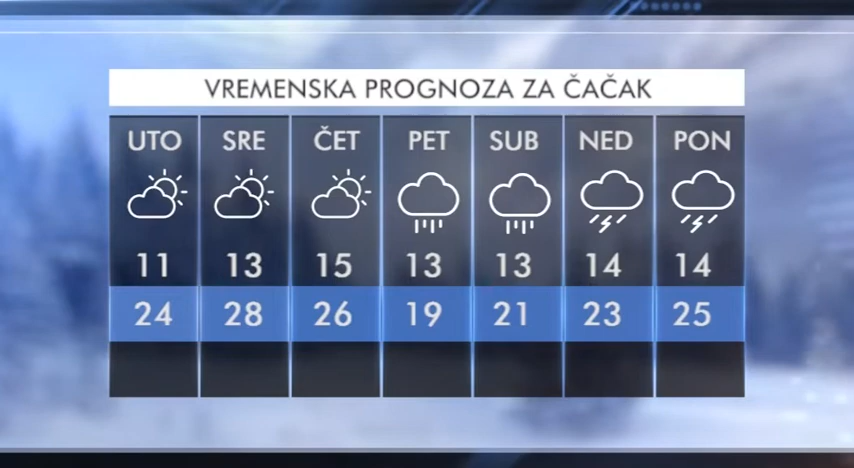 VREMENSKA PROGNOZA ZA ČAČAK
UTO SRE ČET PET SUB NED PON
11 13 15 13 13 14 14
24 28 26 19 21 23 25